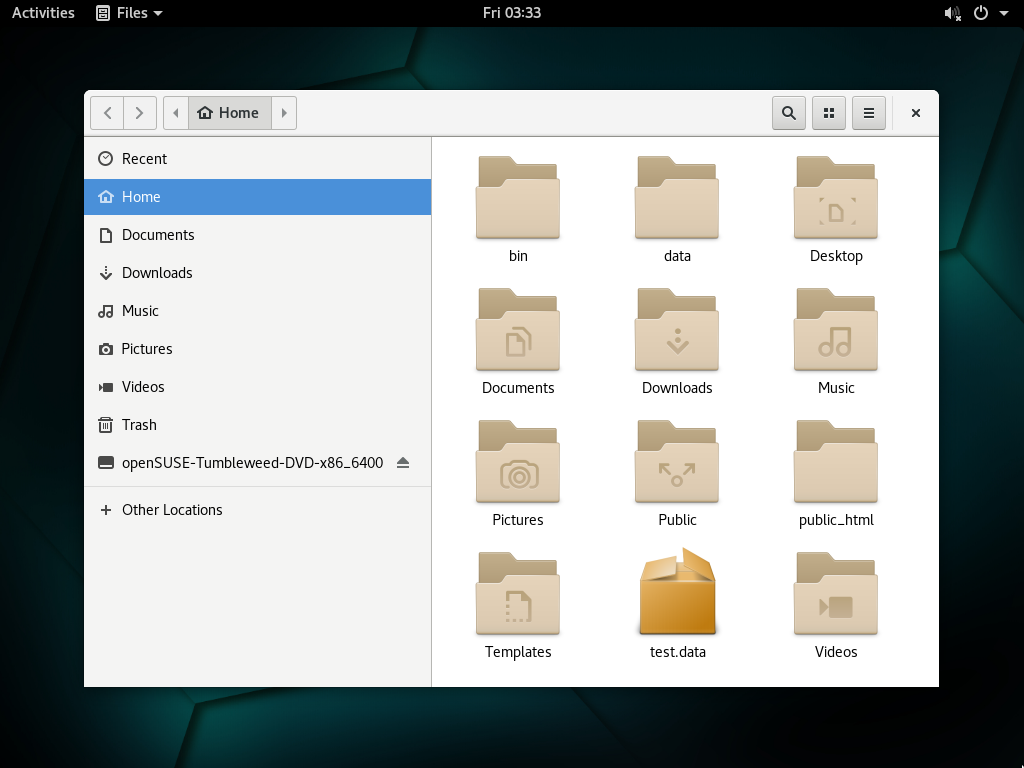 Activities Files Fri 03:33
Home
Recent
Home
Documents
Downloads
Music
Pictures
Videos
Trash
openSUSE-Tumbleweed-DVD-x86_6400
Other Locations
bin data Desktop
Documents Downloads Music
Pictures Public public_html
Templates test.data Videos